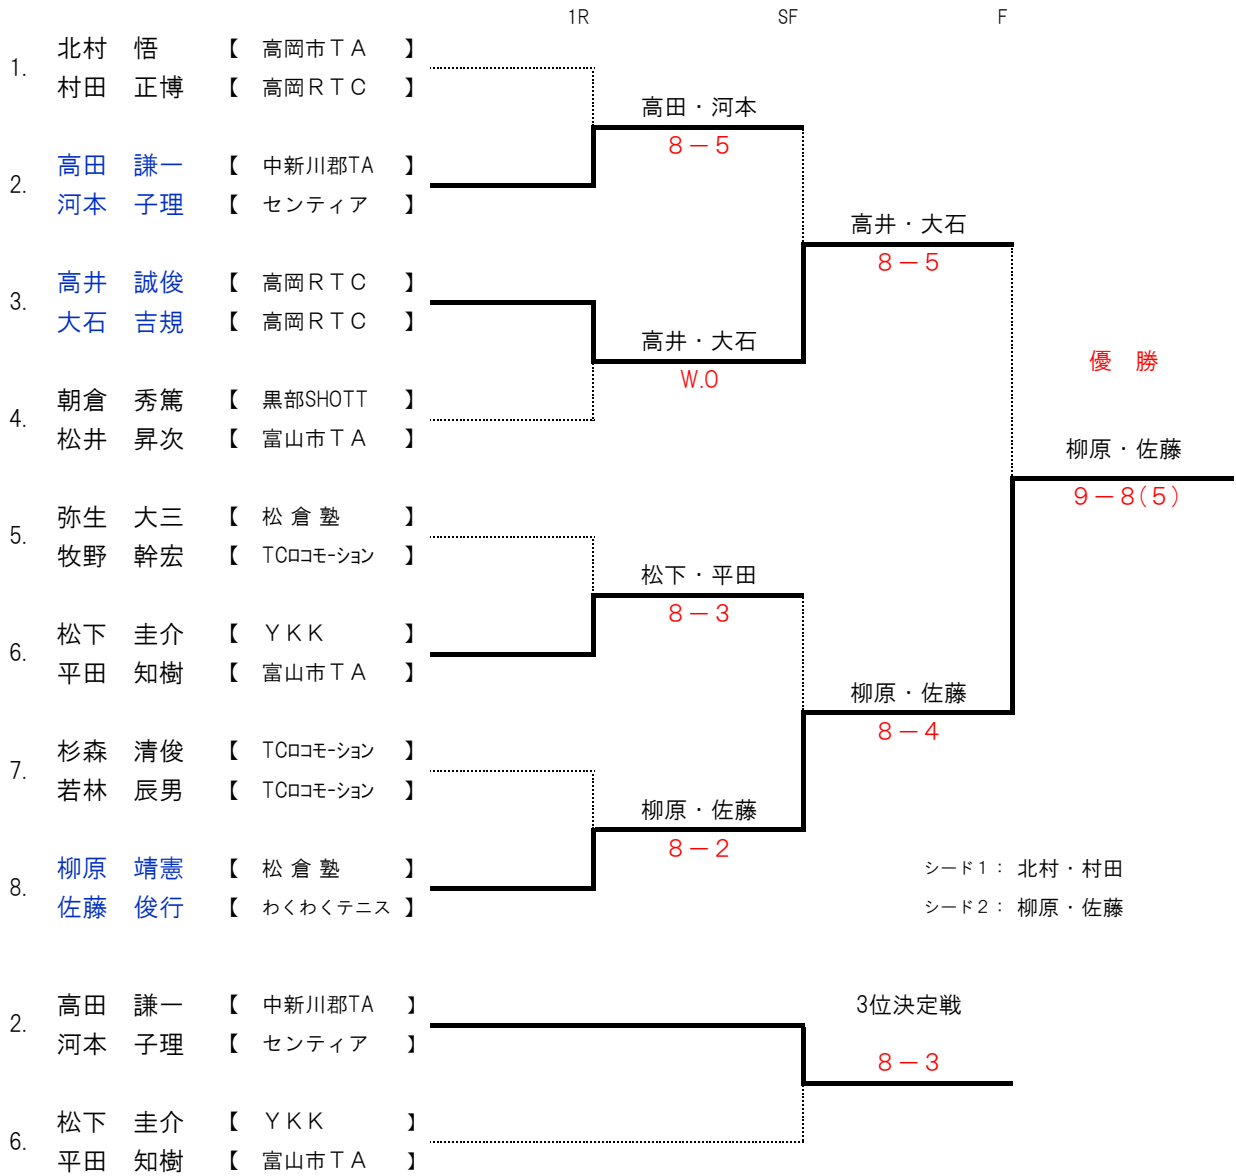 1R SF F
1. 北村 悟 【 高岡市ＴＡ 】
村田 正博 【 高岡ＲＴＣ 】
高田・河本
８－５
2. 高田 謙一 【 中新川郡TA 】
河本 子理 【 センティア 】
高井・大石
８－５
3. 高井 誠俊 【 高岡ＲＴＣ 】
大石 吉規 【 高岡ＲＴＣ 】
高井・大石
W.O
優 勝
4. 朝倉 秀篤 【 黒部SHOTT 】
松井 昇次 【 富山市ＴＡ 】
柳原・佐藤
９－８(５)
5. 弥生 大三 【 松 倉 塾 】
牧野 幹宏 【 TCﾛｺﾓｰｼｮﾝ 】
松下・平田
８－３
6. 松下 圭介 【 ＹＫＫ 】
平田 知樹 【 富山市ＴＡ 】
柳原・佐藤
８－４
7. 杉森 清俊 【 TCﾛｺﾓｰｼｮﾝ 】
若林 辰男 【 TCﾛｺﾓｰｼｮﾝ 】
柳原・佐藤
８－２
8. 柳原 靖憲 【 松 倉 塾 】
佐藤 俊行 【 わくわくテニス 】
シード１： 北村・村田
シード２： 柳原・佐藤
2. 高田 謙一 【 中新川郡TA 】
河本 子理 【 センティア 】
3位決定戦
８－３
6. 松下 圭介 【 ＹＫＫ 】
平田 知樹 【 富山市ＴＡ 】